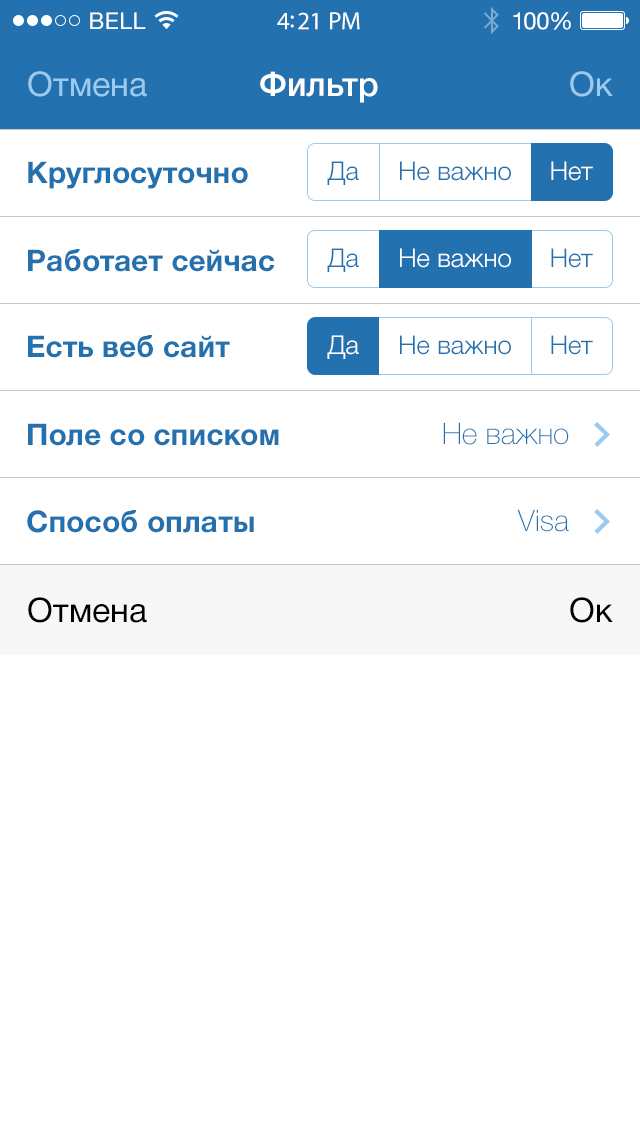 BELL 4:21 PM 100%
Отмена Фильтр Ок
Круглосуточно Да Не важно Нет
Работает сейчас Да Не важно Нет
Есть веб сайт Да Не важно Нет
Поле со списком Не важно
Способ оплаты Visa
Отмена Ок